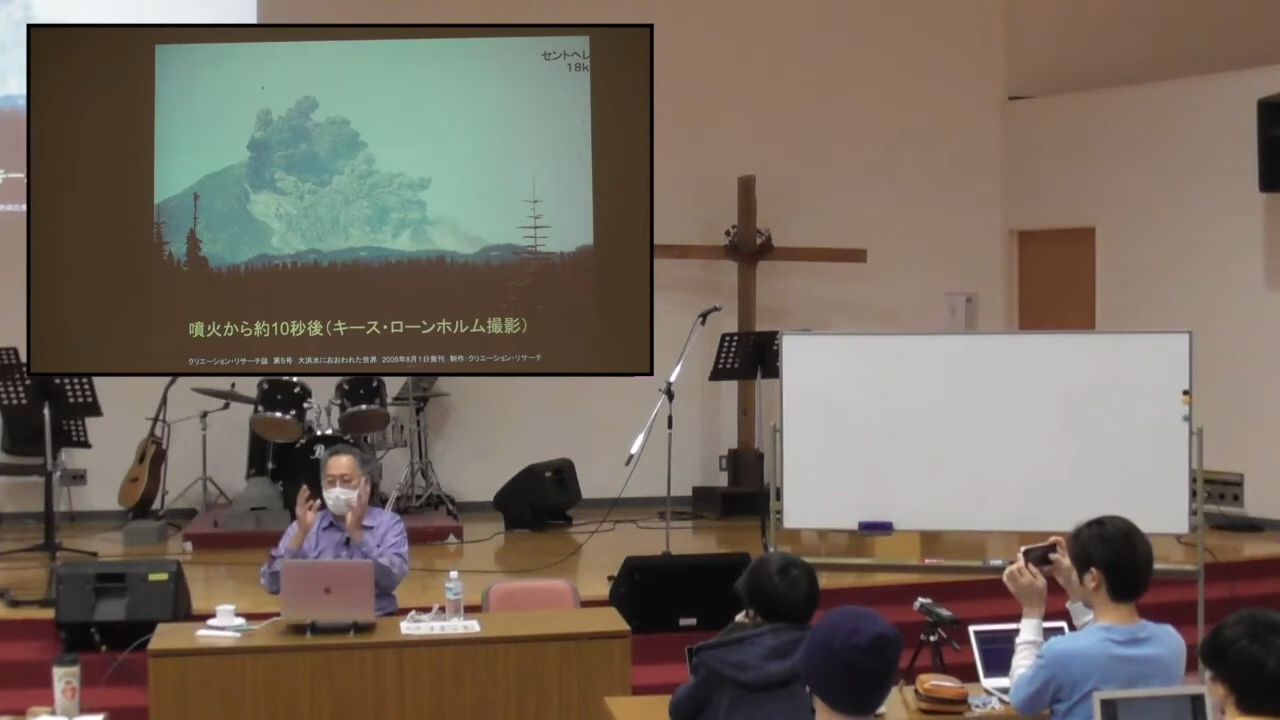 セントヘレ
18k
噴火から約10秒後(キース・ローンホルム撮影)
クリエーション・リサーチ誌 第5号 大洪水におおわれた世界 2005年8月1日発刊 制作:クリエーション・リサーチ